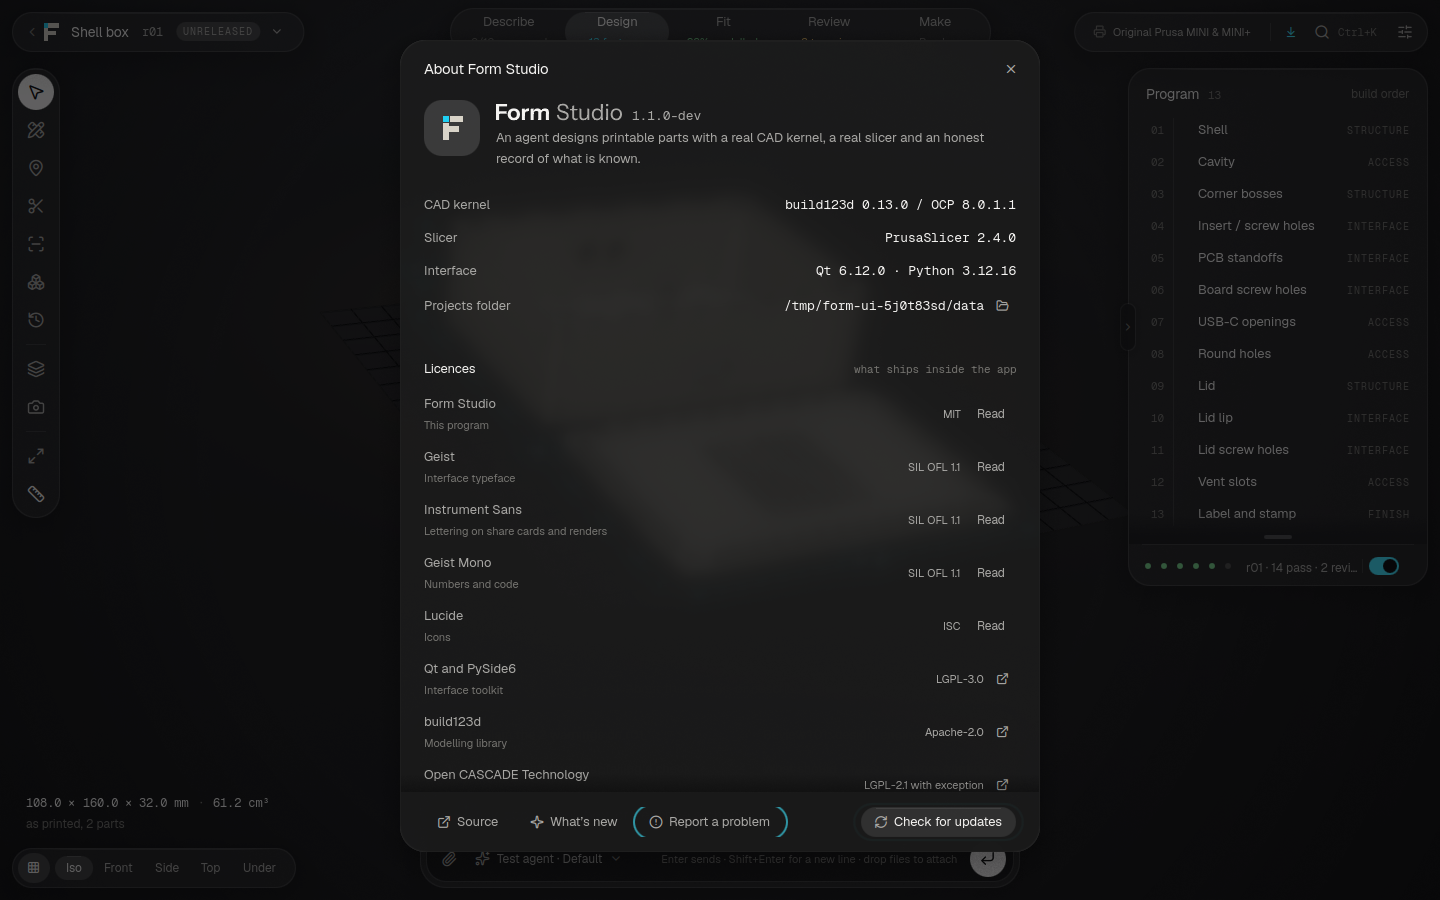 Shell box r01 UNRELEASED
Describe Design Fit Review Make
Original Prusa MINI & MINI+ Ctrl+K
About Form Studio
Form Studio 1.1.0-dev
An agent designs printable parts with a real CAD kernel, a real slicer and an honest
record of what is known.
CAD kernel build123d 0.13.0 / OCP 8.0.1.1
Slicer PrusaSlicer 2.4.0
Interface Qt 6.12.0 · Python 3.12.16
Projects folder /tmp/form-ui-5j0t83sd/data
Licences what ships inside the app
Form Studio
This program
MIT Read
Geist
Interface typeface
SIL OFL 1.1 Read
Instrument Sans
Lettering on share cards and renders
SIL OFL 1.1 Read
Geist Mono
Numbers and code
SIL OFL 1.1 Read
Lucide
Icons
ISC Read
Qt and PySide6
Interface toolkit
LGPL-3.0
build123d
Modelling library
Apache-2.0
Open CASCADE Technology
LGPL-2.1 with exception
Source What's new Report a problem Check for updates
Program 13 build order
01 Shell STRUCTURE
02 Cavity ACCESS
03 Corner bosses STRUCTURE
04 Insert / screw holes INTERFACE
05 PCB standoffs INTERFACE
06 Board screw holes INTERFACE
07 USB-C openings ACCESS
08 Round holes ACCESS
09 Lid STRUCTURE
10 Lid lip INTERFACE
11 Lid screw holes INTERFACE
12 Vent slots ACCESS
13 Label and stamp FINISH
r01 · 14 pass · 2 revi...
108.0 × 160.0 × 32.0 mm · 61.2 cm³
as printed, 2 parts
Iso Front Side Top Under
Test agent · Default Enter sends · Shift+Enter for a new line · drop files to attach